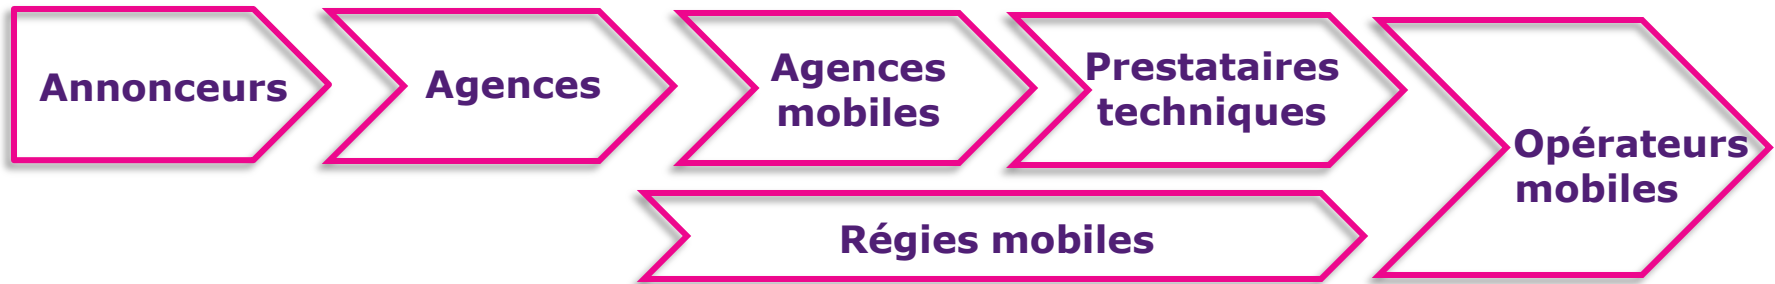 Annonceurs
Agences
Agences
mobiles
Prestataires
techniques
Opérateurs
mobiles
Régies mobiles